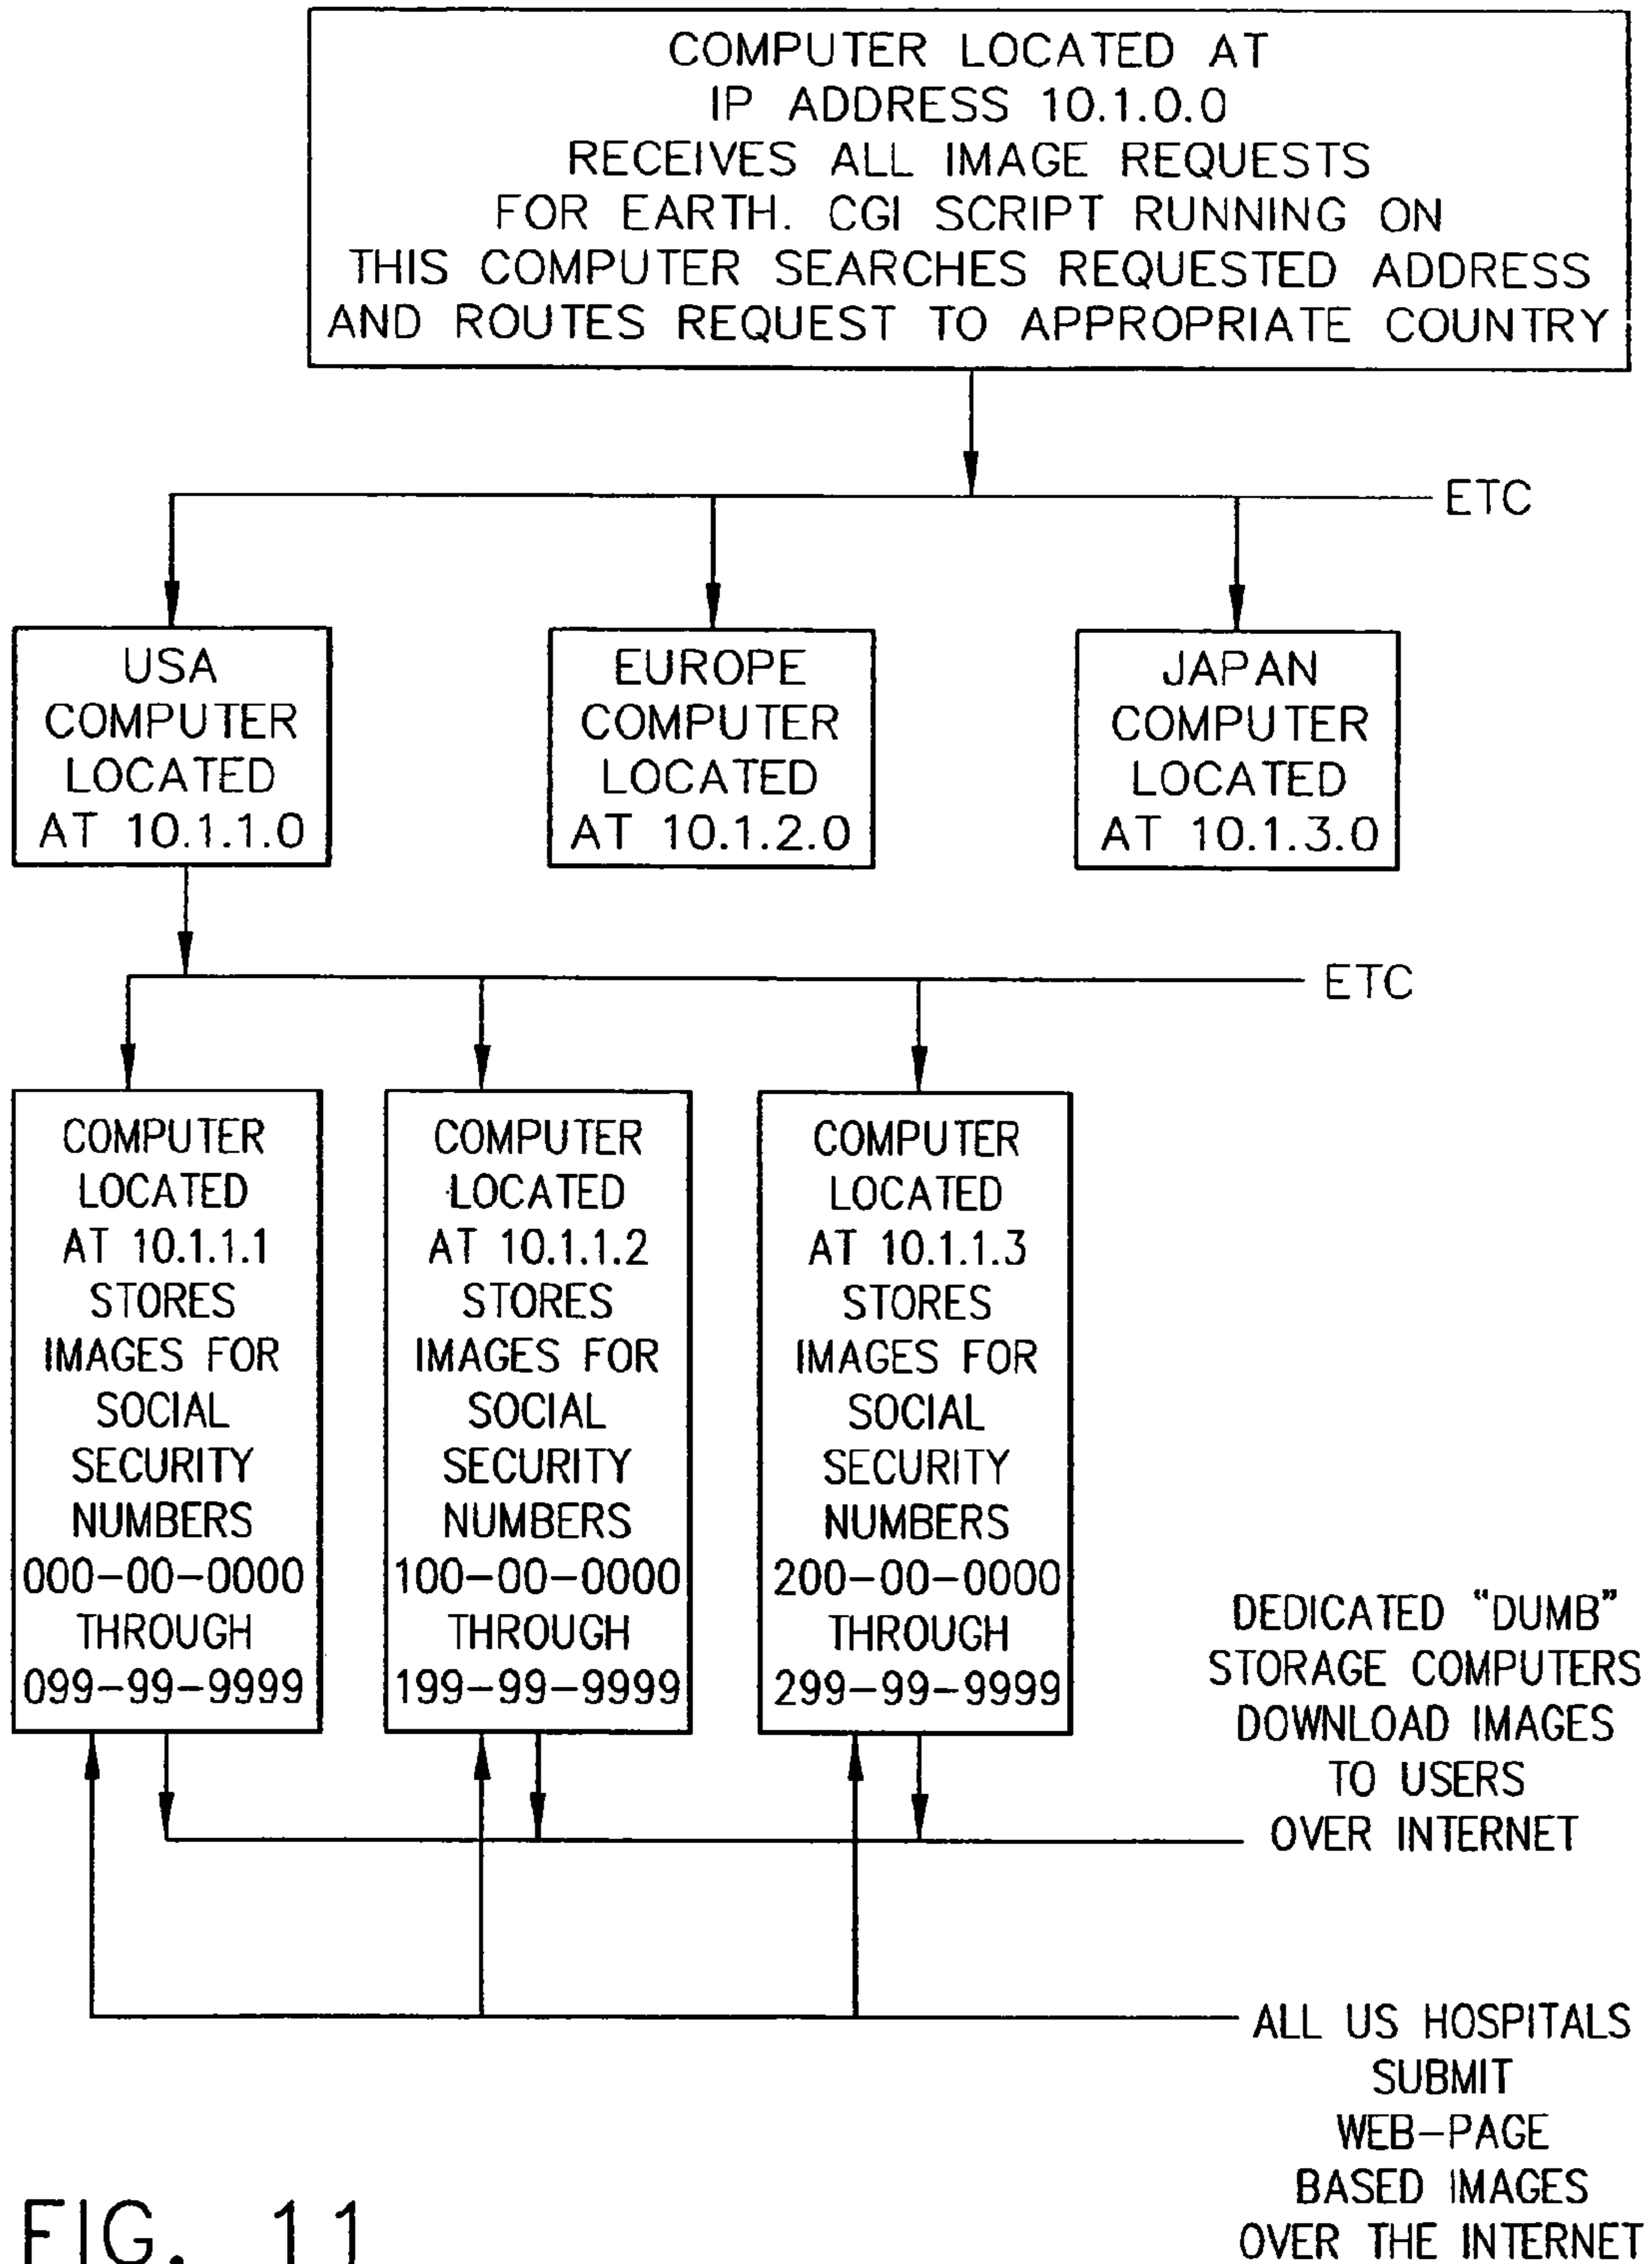 COMPUTER LOCATED AT
IP ADDRESS 10.1.0.0
RECEIVES ALL IMAGE REQUESTS
FOR EARTH. CGI SCRIPT RUNNING ON
THIS COMPUTER SEARCHES REQUESTED ADDRESS
AND ROUTES REQUEST TO APPROPRIATE COUNTRY
ETC
USA
COMPUTER
LOCATED
AT 10.1.1.0
EUROPE
COMPUTER
LOCATED
AT 10.1.2.0
JAPAN
COMPUTER
LOCATED
AT 10.1.3.0
ETC
COMPUTER
LOCATED
AT 10.1.1.1
STORES
IMAGES FOR
SOCIAL
SECURITY
NUMBERS
000-00-0000
THROUGH
099-99-9999
COMPUTER
LOCATED
AT 10.1.1.2
STORES
IMAGES FOR
SOCIAL
SECURITY
NUMBERS
100-00-0000
THROUGH
199-99-9999
COMPUTER
LOCATED
AT 10.1.1.3
STORES
IMAGES FOR
SOCIAL
SECURITY
NUMBERS
200-00-0000
THROUGH
299-99-9999
DEDICATED "DUMB"
STORAGE COMPUTERS
DOWNLOAD IMAGES
TO USERS
OVER INTERNET
ALL US HOSPITALS
SUBMIT
WEB-PAGE
BASED IMAGES
OVER THE INTERNET
FIG. 11